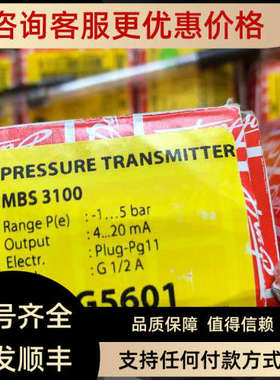 咨询客服更优惠价格
PRESSURE TRANSMITTER
MBS 3100
Range P(e) : -1...5 bar
Output : 4...20 mA
Electr. : Plug-Pg11
: G 1/2 A
G5601
号齐全
品质保障 值得信赖
发顺丰
支持任何付款方式